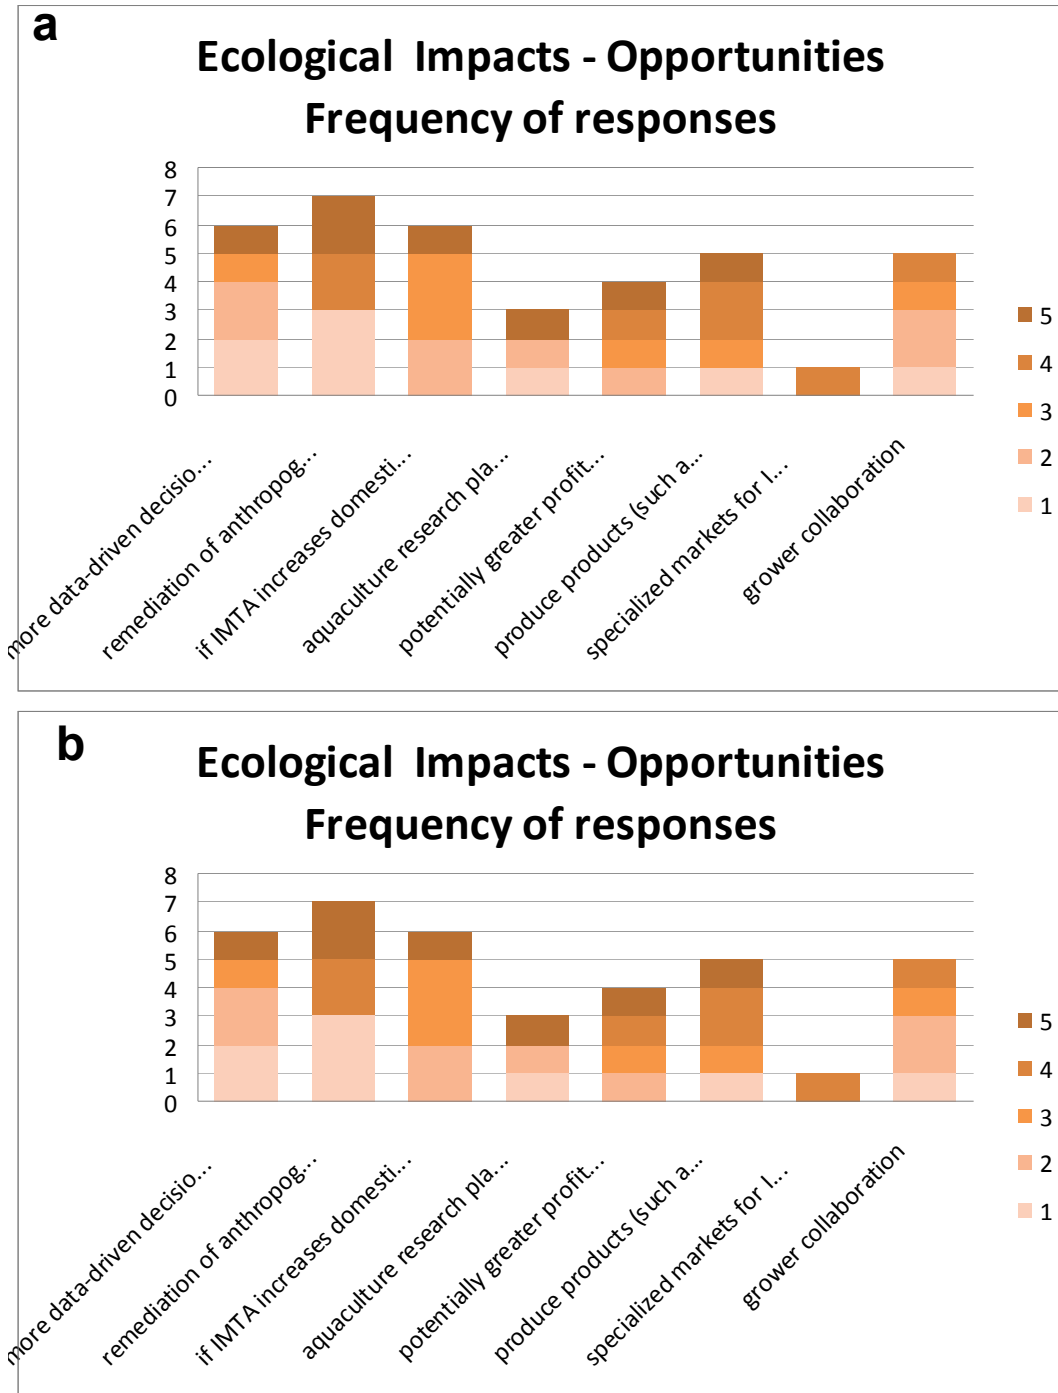 a
Ecological Impacts - Opportunities
Frequency of responses
8
7
6
5
4
3
2
1
0
5
4
3
2
1
more data-driven decisio...
remediation of anthropog...
if IMTA increases domesti...
aquaculture research pla...
potentially greater profit...
produce products (such a...
specialized markets for I...
grower collaboration
b
Ecological Impacts - Opportunities
Frequency of responses
8
7
6
5
4
3
2
1
0
5
4
3
2
1
more data-driven decisio...
remediation of anthropog...
if IMTA increases domesti...
aquaculture research pla...
potentially greater profit...
produce products (such a...
specialized markets for I...
grower collaboration